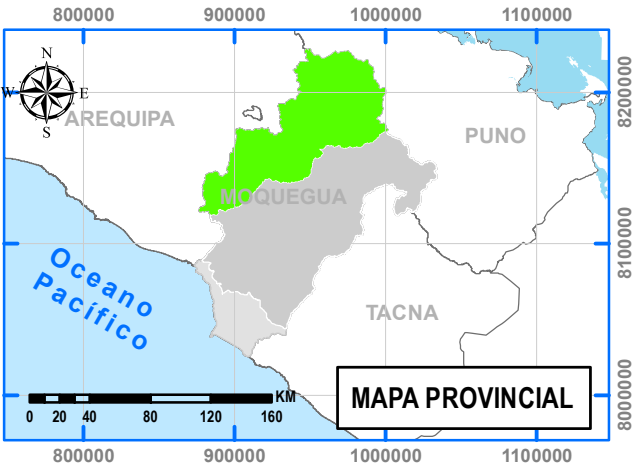 800000 900000 1000000 1100000
N
W E
S
AREQUIPA
PUNO
MOQUEGUA
Oceano
Pacífico
TACNA
MAPA PROVINCIAL
KM
0 20 40 80 120 160
8200000
8100000
8000000
800000 900000 1000000 1100000